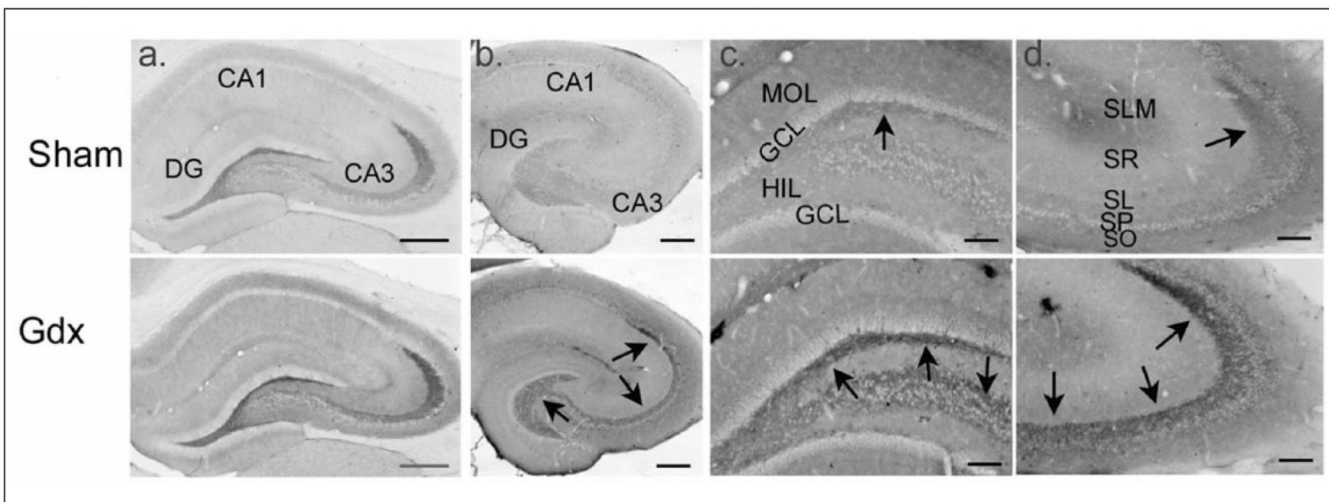 a. b. c. d.
Sham
CA1
DG
CA3
CA1
DG
CA3
MOL
GCL
HIL
GCL
SLM
SR
SL
SP
SO
Gdx